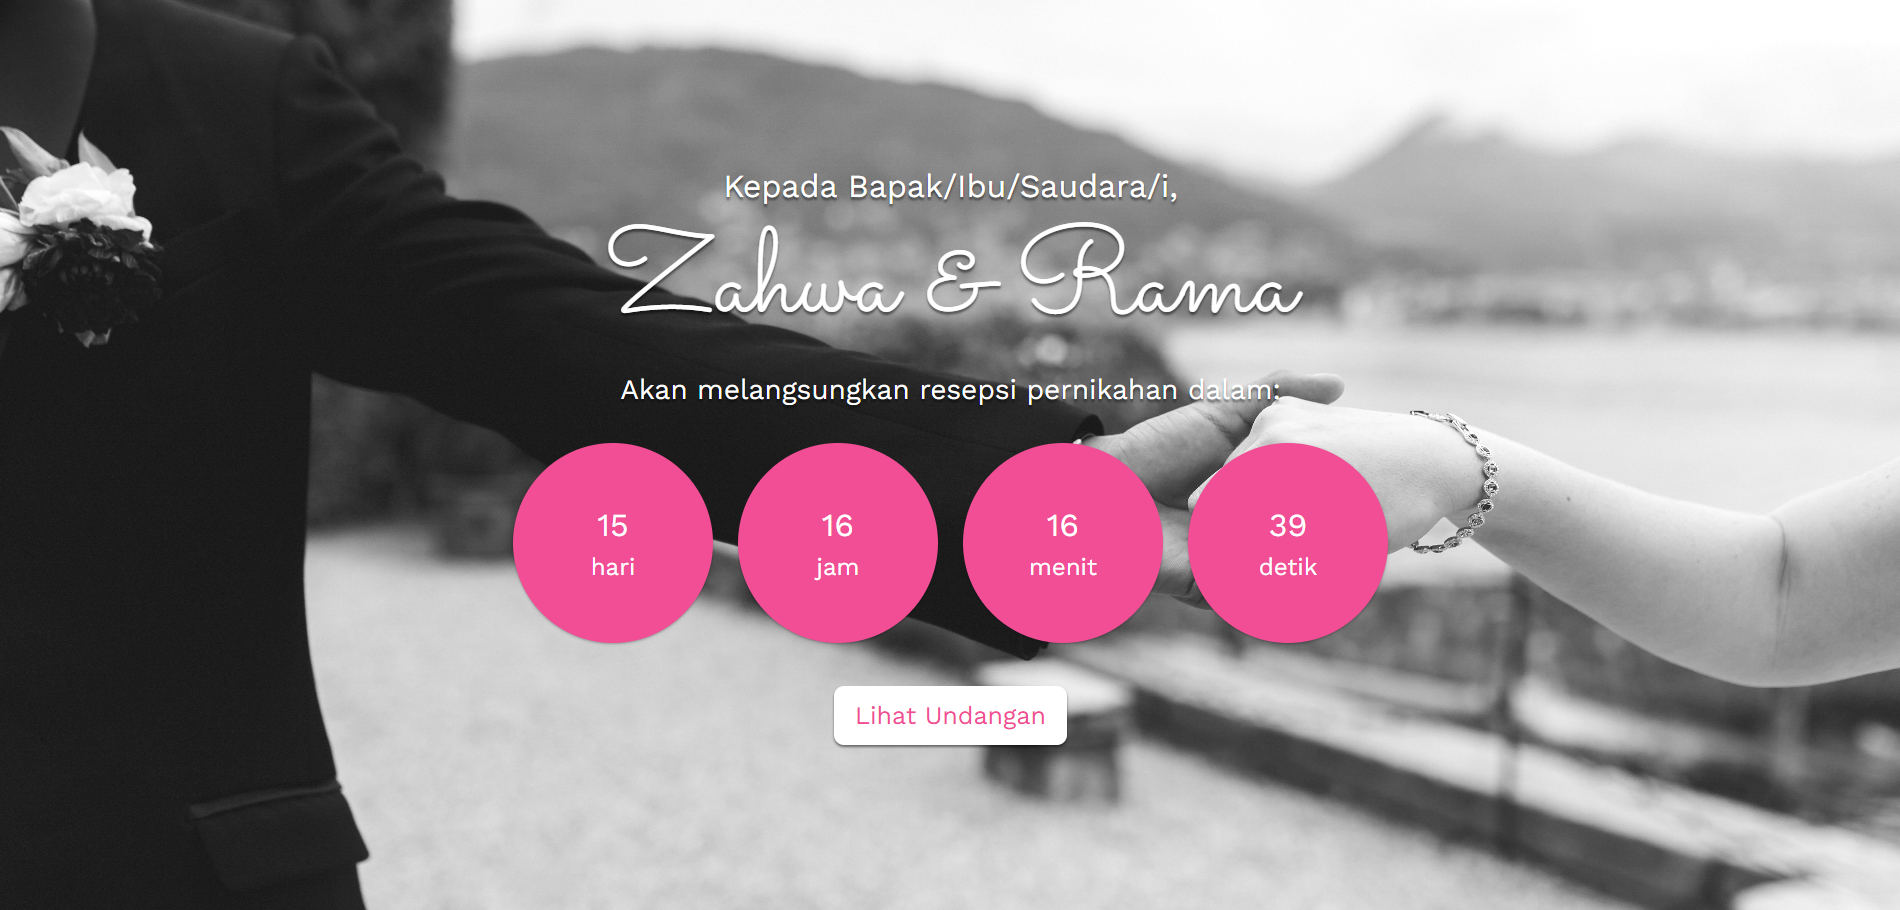 Kepada Bapak/Ibu/Saudara/i,
Zahwa & Rama
Akan melangsungkan resepsi pernikahan dalam:
15
hari
16
jam
16
menit
39
detik
Lihat Undangan